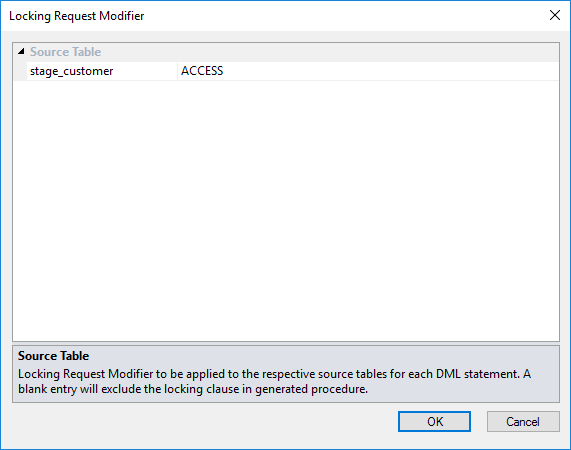 Locking Request Modifier
Source Table
stage_customer ACCESS
Source Table
Locking Request Modifier to be applied to the respective source tables for each DML statement. A
blank entry will exclude the locking clause in generated procedure.
OK Cancel